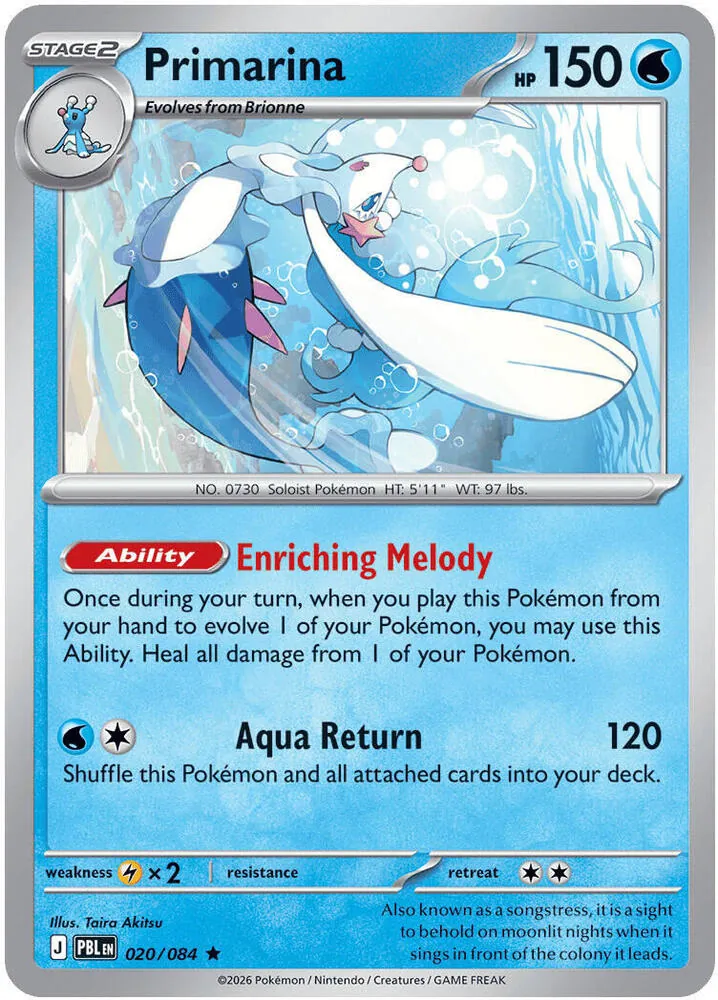 STAGE2
Primarina
HP 150
Evolves from Brionne
NO. 0730 Soloist Pokémon HT: 5'11" WT: 97 lbs.
Ability Enriching Melody
Once during your turn, when you play this Pokémon from
your hand to evolve 1 of your Pokémon, you may use this
Ability. Heal all damage from 1 of your Pokémon.
Aqua Return 120
Shuffle this Pokémon and all attached cards into your deck.
weakness ×2 resistance retreat
Illus. Taira Akitsu
J PBL EN 020/084 ★
Also known as a songstress, it is a sight
to behold on moonlit nights when it
sings in front of the colony it leads.
©2026 Pokémon / Nintendo / Creatures / GAME FREAK